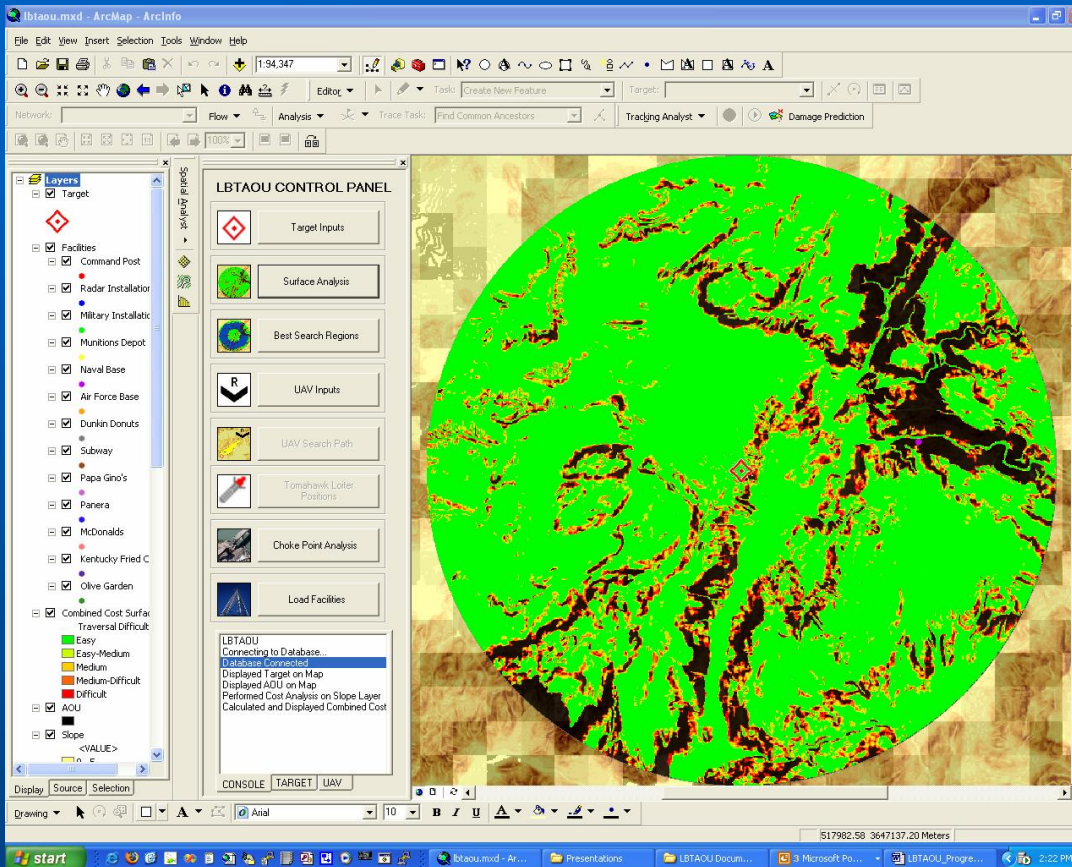 lbtaou.mxd - ArcMap - ArcInfo
File Edit View Insert Selection Tools Window Help
1:94,347
Editor Task: Create New Feature Target:
Network: Flow Analysis Trace Task: Find Common Ancestors Tracking Analyst Damage Prediction
100%
Layers
Target
Facilities
Command Post
Radar Installation
Military Installatic
Munitions Depot
Naval Base
Air Force Base
Dunkin Donuts
Subway
Papa Gino's
Panera
McDonalds
Kentucky Fried C
Olive Garden
Combined Cost Surfac
Traversal Difficult
Easy
Easy-Medium
Medium
Medium-Difficult
Difficult
AOU
Slope
<VALUE>
0 - 5
Display Source Selection
Spatial Analyst
LBTAOU CONTROL PANEL
Target Inputs
Surface Analysis
Best Search Regions
R
UAV Inputs
UAV Search Path
Tomahawk Loiter
Positions
Choke Point Analysis
Load Facilities
LBTAOU
Connecting to Database...
Database Connected
Displayed Target on Map
Displayed AOU on Map
Performed Cost Analysis on Slope Layer
Calculated and Displayed Combined Cost
CONSOLE TARGET UAV
Drawing A Arial 10 B I U A
517982.58 3647137.20 Meters
start lbtaou.mxd - Ar... Presentations LBTAOU Docum... 3 Microsoft Po... LBTAOU_Progre... 2:22 PM